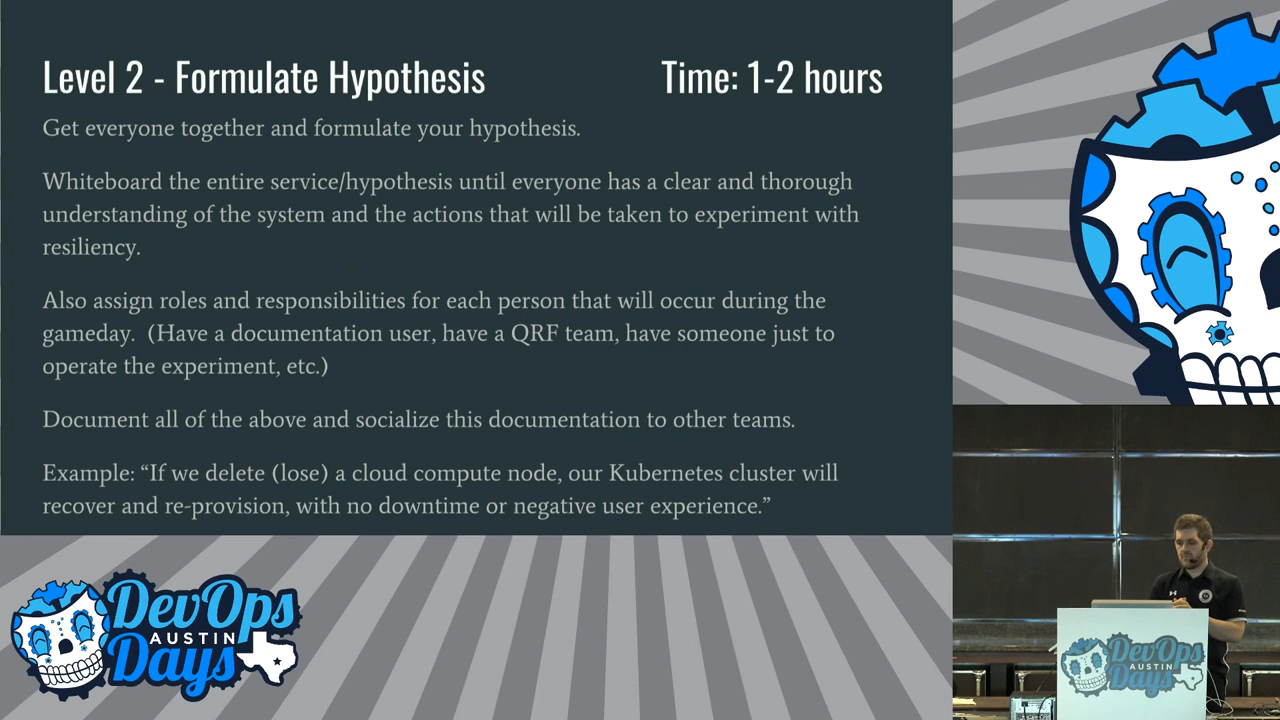 Level 2 - Formulate Hypothesis
Time: 1-2 hours
Get everyone together and formulate your hypothesis.
Whiteboard the entire service/hypothesis until everyone has a clear and thorough
understanding of the system and the actions that will be taken to experiment with
resiliency.
Also assign roles and responsibilities for each person that will occur during the
gameday.  (Have a documentation user, have a QRF team, have someone just to
operate the experiment, etc.)
Document all of the above and socialize this documentation to other teams.
Example: “If we delete (lose) a cloud compute node, our Kubernetes cluster will
recover and re-provision, with no downtime or negative user experience.”
DevOps
AUSTIN
Days
DevOps
AUSTIN
Days